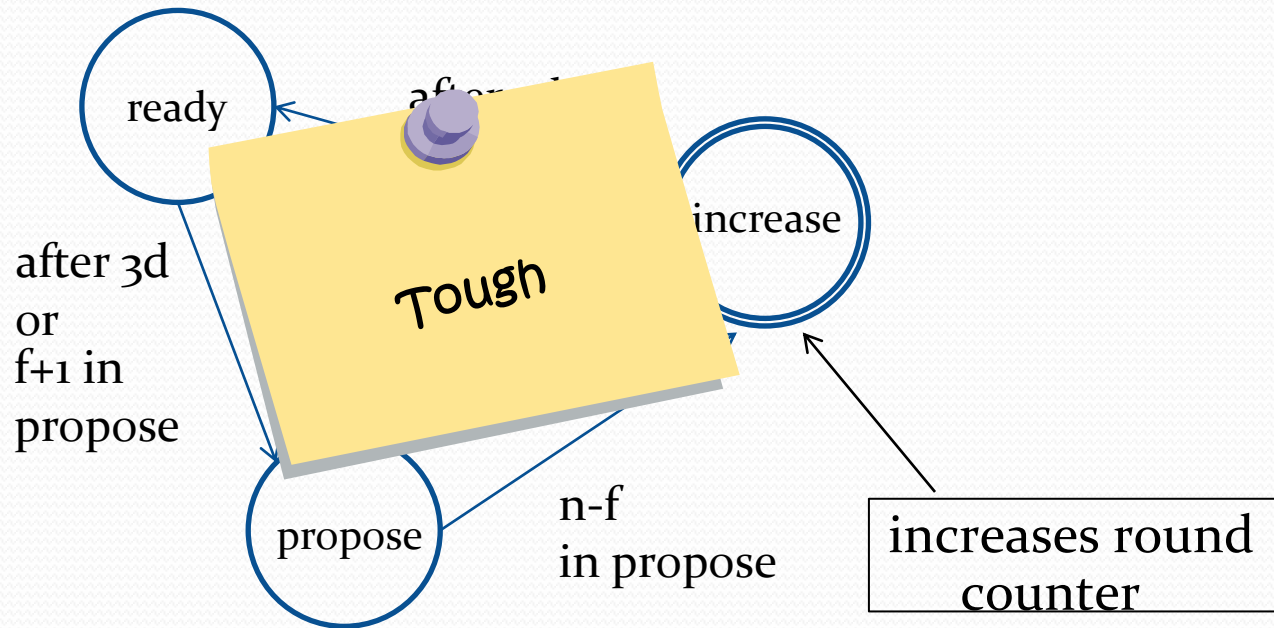 ready
increase
after 3d
or
f+1 in
propose
Tough
propose
n-f
in propose
increases round
counter